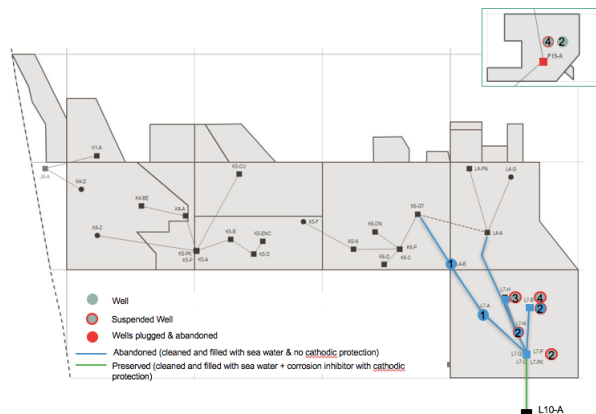 4 2
F15-A
K1-A
J6-A
K4-D
K5-CU
K4-BE
K4-A
K4-Z
K5-B
K5-ENC
K5-D
K5-PK
K5-P
K5-A
K5-F
K6-GT
K6-DN
K6-N
K6-P
K6-D
K6-C
L4-PN
L4-G
L4-A
1
L4-B
L7-H
3
4
L7-B
2
L7-A
1
L7-N
2
L7-Q
L7-P
L7-PK
2
L10-A
Well
Suspended Well
Wells plugged & abandoned
Abandoned (cleaned and filled with sea water & no cathodic protection)
Preserved (cleaned and filled with sea water + corrosion inhibitor with cathodic
protection)